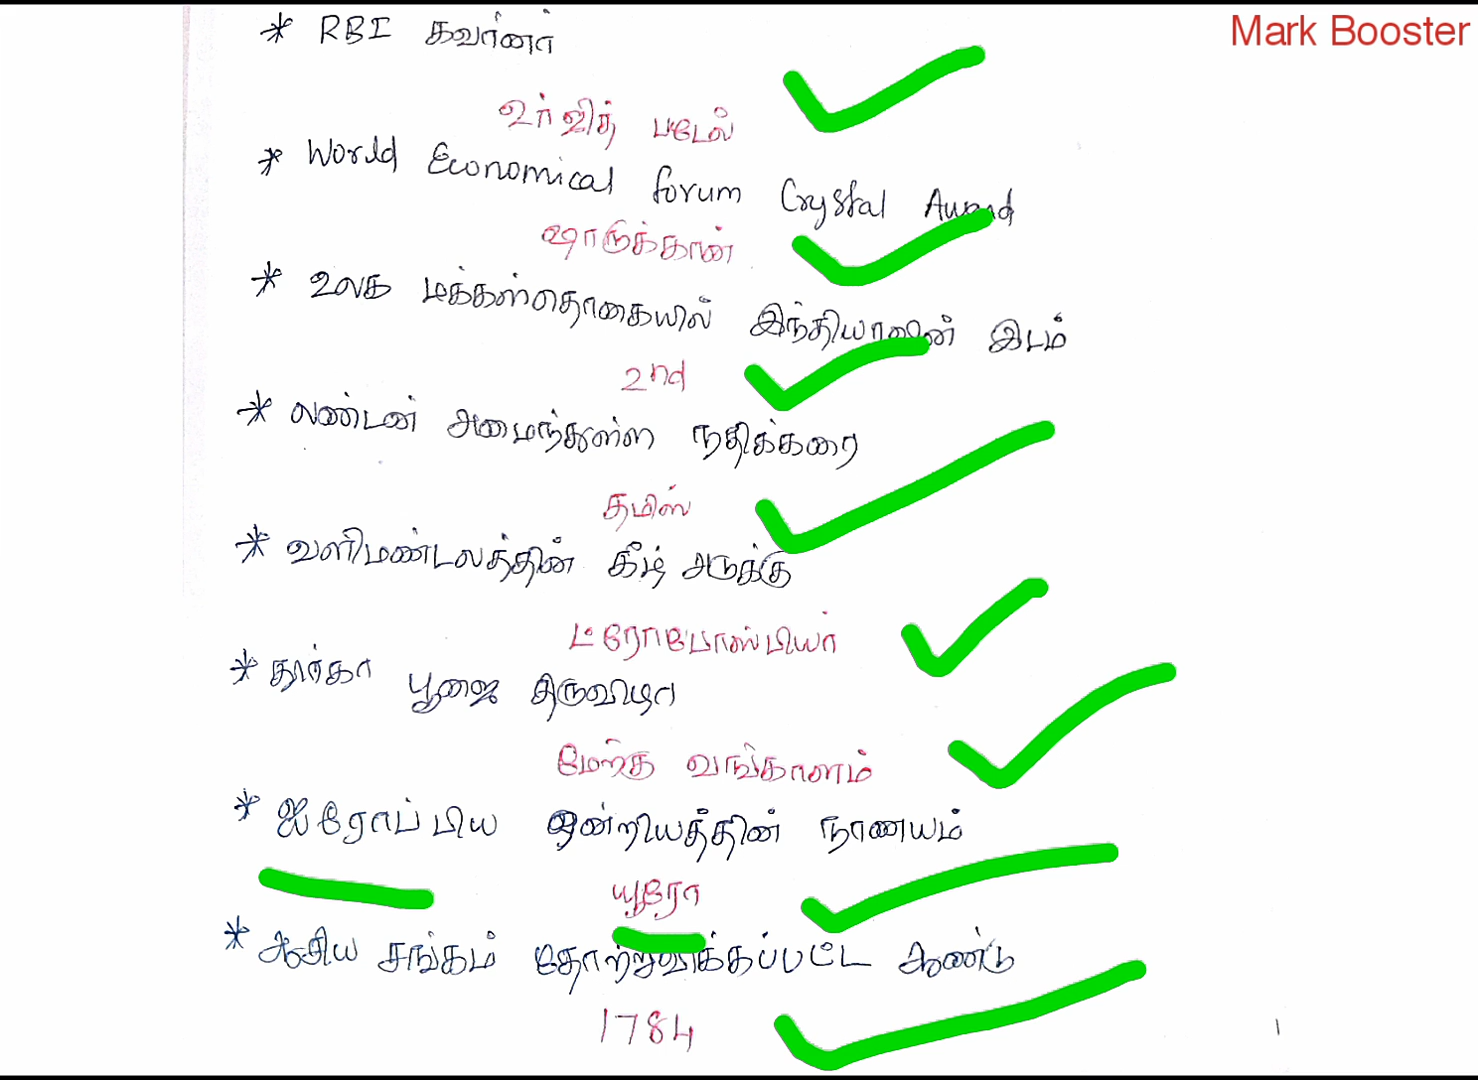 Mark Booster
* RBI கவர்னர்
உர்ஜித் படேல்
* World Economical forum Crystal Award
ஷாருக்கான்
* உலக மக்கள்தொகையில் இந்தியாவின் இடம்
2nd
* லண்டன் அமைந்துள்ள நதிக்கரை
தமிஸ்
* வளிமண்டலத்தின் கீழ் அடுக்கு
ட்ரோபோஸ்பியர்
* துர்கா பூஜை திருவிழா
மேற்கு வங்காளம்
* ஐரோப்பிய ஒன்றியத்தின் நாணயம்
யூரோ
* ஆசிய சங்கம் தோற்றுவிக்கப்பட்ட ஆண்டு
1784